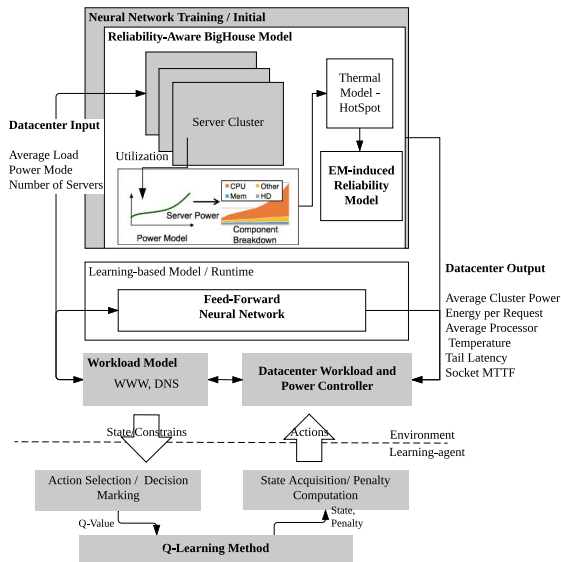 Neural Network Training / Initial
Reliability-Aware BigHouse Model
Server Cluster
Thermal
Model -
HotSpot
Datacenter Input
Average Load
Power Mode
Number of Servers
Utilization
EM-induced
Reliability
Model
CPU
Other
Mem
HD
Server Power
Power Model
Component
Breakdown
Learning-based Model / Runtime
Feed-Forward
Neural Network
Datacenter Output
Average Cluster Power
Energy per Request
Average Processor
Temperature
Tail Latency
Socket MTTF
Workload Model
WWW, DNS
Datacenter Workload and
Power Controller
State/Constrains
Actions
Environment
Learning-agent
Action Selection / Decision
Marking
State Acquisition/ Penalty
Computation
Q-Value
State,
Penalty
Q-Learning Method